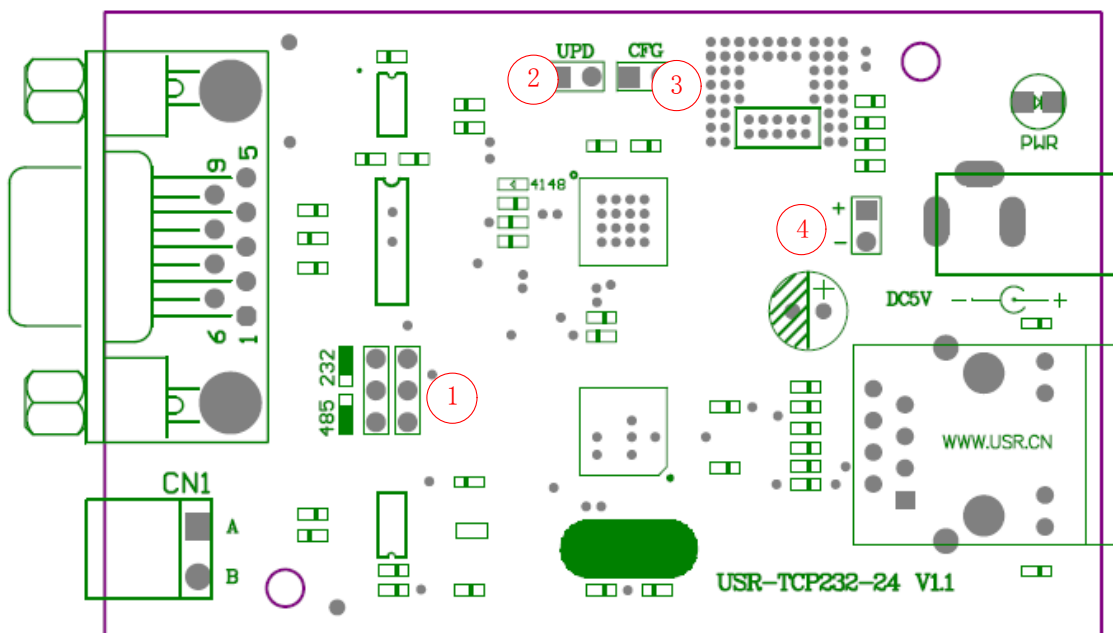 UPD CFG
2
3
PWR
9 5
4148
+
4
−
+
DC5V − +
6 1
232
485
1
WWW.USR.CN
CN1
A
B
USR-TCP232-24 V1.1